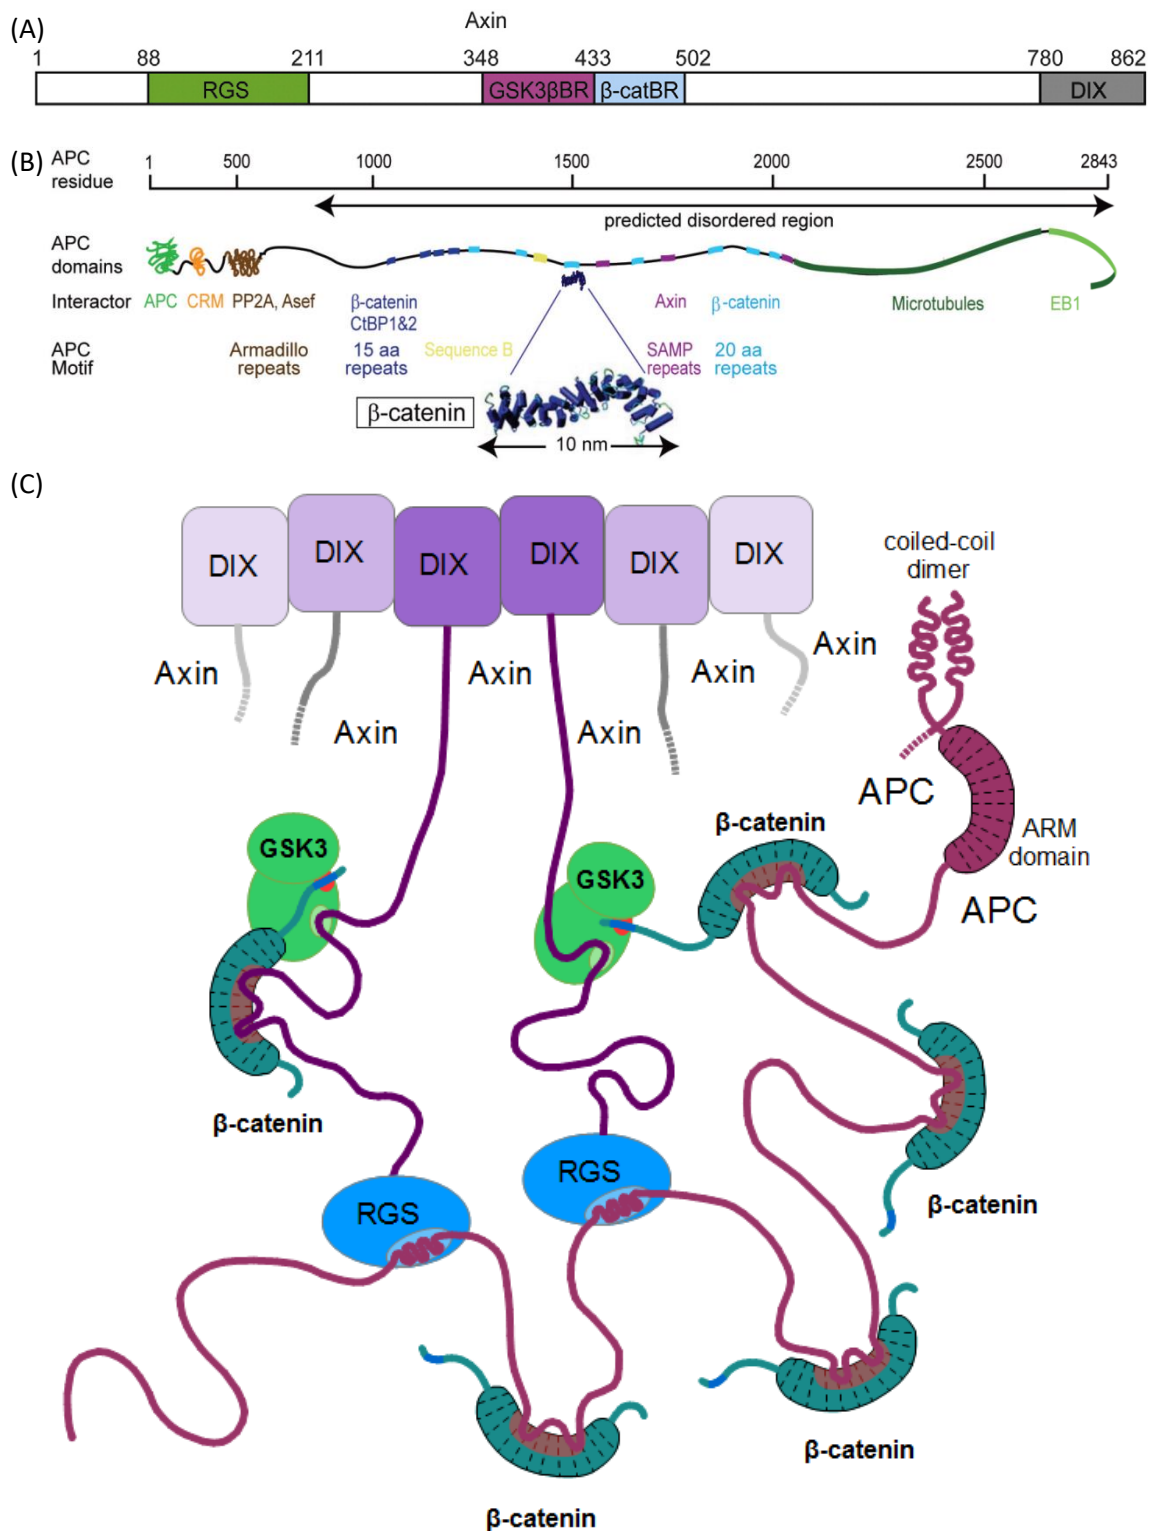 (A)
Axin
1 88 211 348 433 502 780 862
RGS GSK3βBR β-catBR DIX
(B)
APC residue
1 500 1000 1500 2000 2500 2843
predicted disordered region
APC domains
Interactor APC CRM PP2A, Asef β-catenin CtBP1&2 Axin β-catenin Microtubules EB1
APC Motif
Armadillo repeats
15 aa repeats
Sequence B
SAMP repeats
20 aa repeats
β-catenin
10 nm
(C)
DIX DIX DIX DIX DIX DIX
coiled-coil dimer
Axin Axin Axin Axin Axin Axin
APC
ARM domain
APC
GSK3
GSK3
β-catenin
β-catenin
β-catenin
RGS
RGS
β-catenin
β-catenin